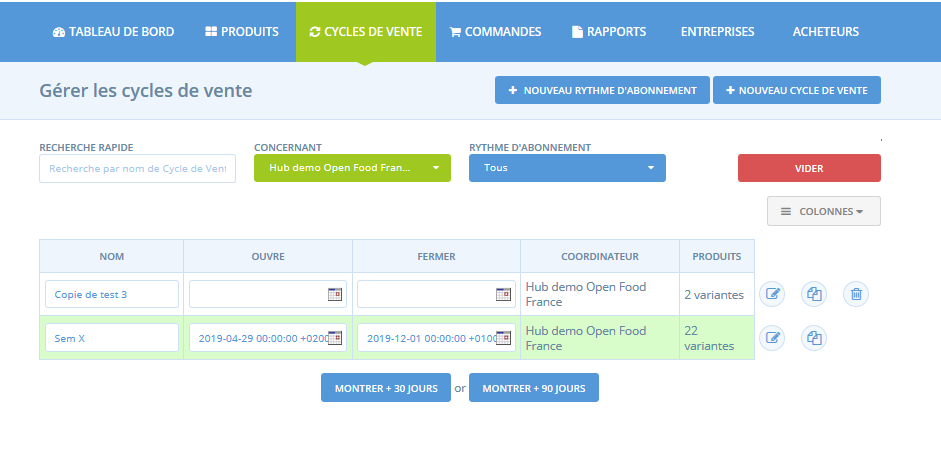 TABLEAU DE BORD PRODUITS CYCLES DE VENTE COMMANDES RAPPORTS ENTREPRISES ACHETEURS
Gérer les cycles de vente
+ NOUVEAU RYTHME D'ABONNEMENT
+ NOUVEAU CYCLE DE VENTE
RECHERCHE RAPIDE CONCERNANT RYTHME D'ABONNEMENT
Recherche par nom de Cycle de Vent Hub demo Open Food Fran... Tous VIDER
COLONNES
NOM OUVRE FERMER COORDINATEUR PRODUITS
Copie de test 3 Hub demo Open Food
France 2 variantes
Sem X 2019-04-29 00:00:00 +0200 2019-12-01 00:00:00 +0100 Hub demo Open Food
France 22
variantes
MONTRER + 30 JOURS or MONTRER + 90 JOURS